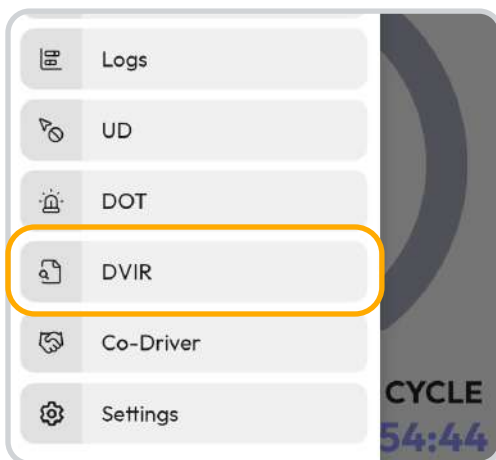 Logs
UD
DOT
DVIR
Co-Driver
Settings
CYCLE
54:44